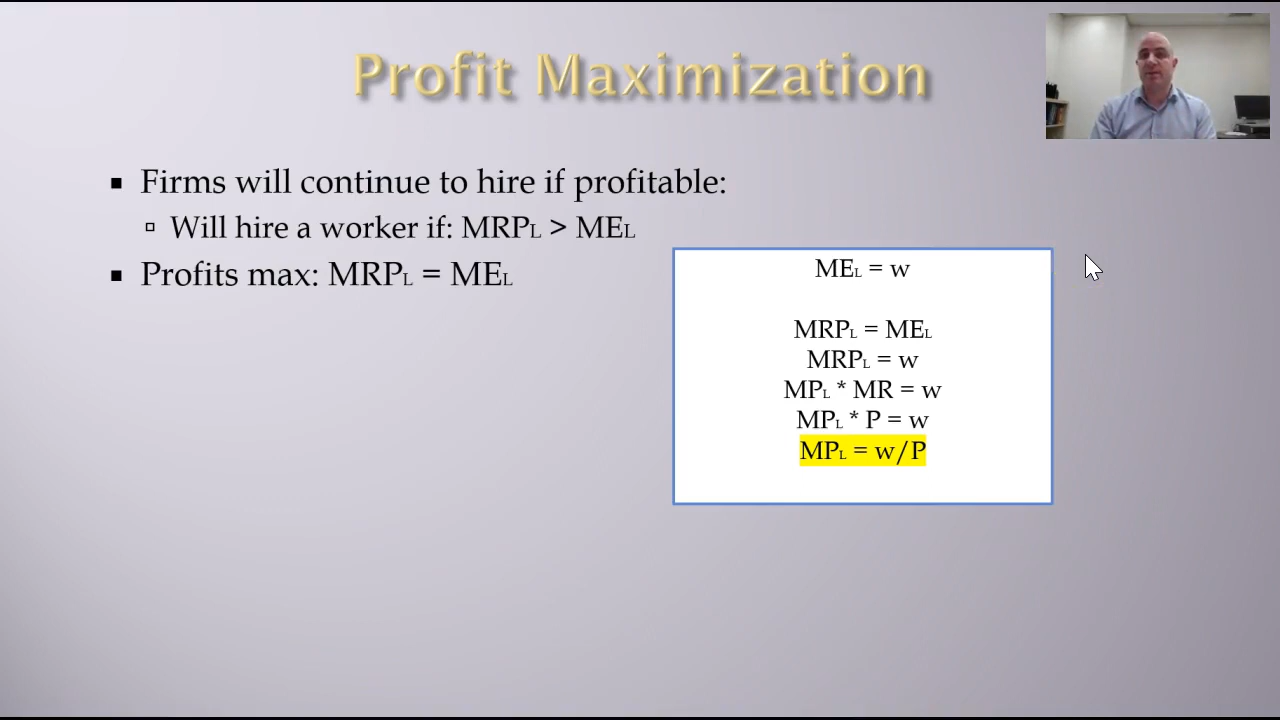 Profit Maximization
▪ Firms will continue to hire if profitable:
▫ Will hire a worker if: MRPL > MEL
▪ Profits max: MRPL = MEL
MEL = w
MRPL = MEL
MRPL = w
MPL * MR = w
MPL * P = w
MPL = w/P